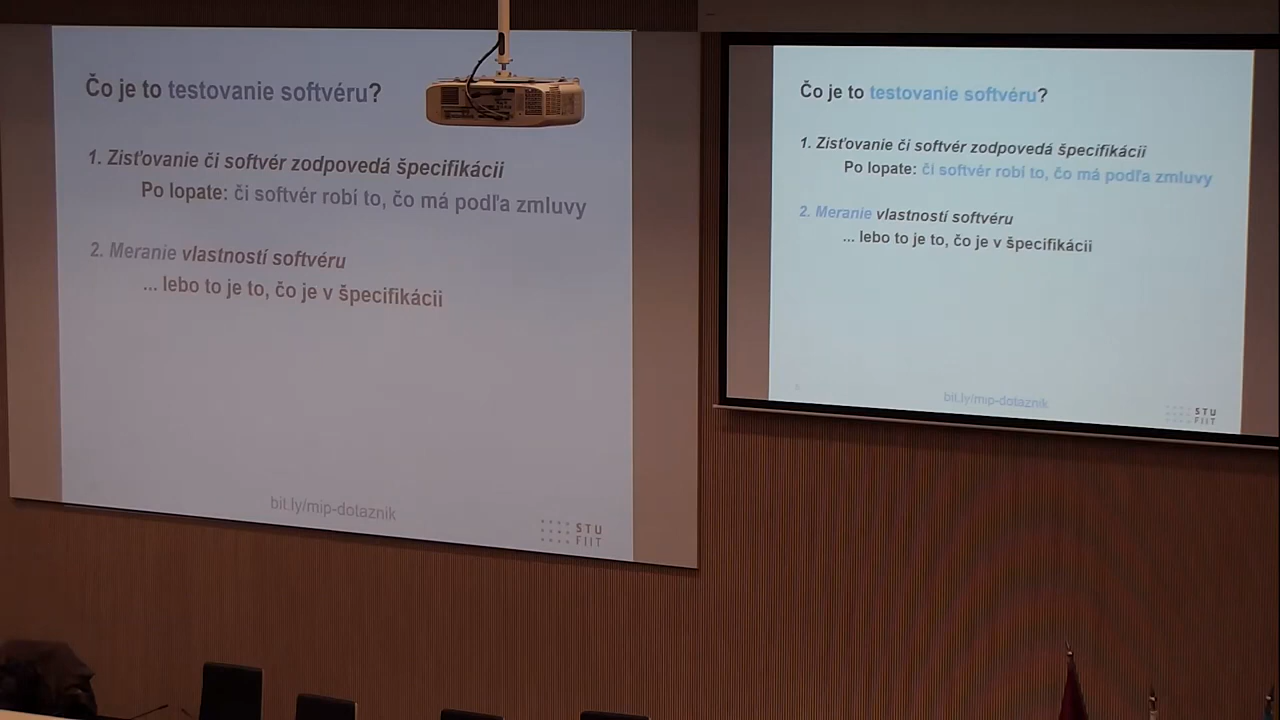 Čo je to testovanie softvéru?
1. Zisťovanie či softvér zodpovedá špecifikácii
Po lopate: či softvér robi to, čo má podľa zmluvy
2. Meranie vlastností softvéru
... lebo to je to, čo je v špecifikácii
bit.ly/mip-dotaznik
STU
FIIT
Čo je to testovanie softvéru?
1. Zisťovanie či softvér zodpovedá špecifikácii
Po lopate: či softvér robi to, čo má podľa zmluvy
2. Meranie vlastností softvéru
... lebo to je to, čo je v špecifikácii
bit.ly/mip-dotaznik
STU
FIIT